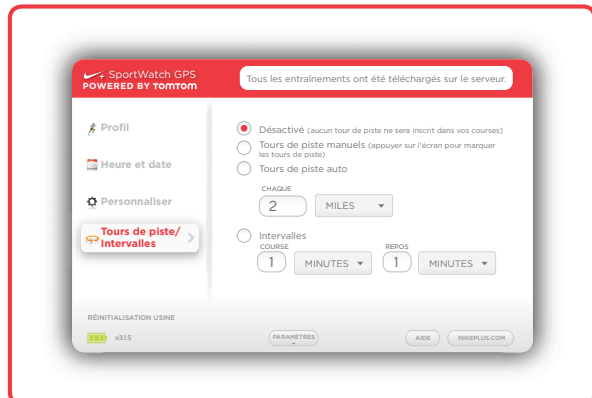 SportWatch GPS
POWERED BY TOMTOM
Tous les entraînements ont été téléchargés sur le serveur.
Profil
Heure et date
Personnaliser
Tours de piste/
Intervalles
Désactivé (aucun tour de piste ne sera inscrit dans vos courses)
Tours de piste manuels (appuyer sur l'écran pour marquer
les tours de piste)
Tours de piste auto
CHAQUE
2 MILES
Intervalles
COURSE REPOS
1 MINUTES 1 MINUTES
RÉINITIALISATION USINE
v3.1.5 PARAMÈTRES AIDE NIKEPLUS.COM